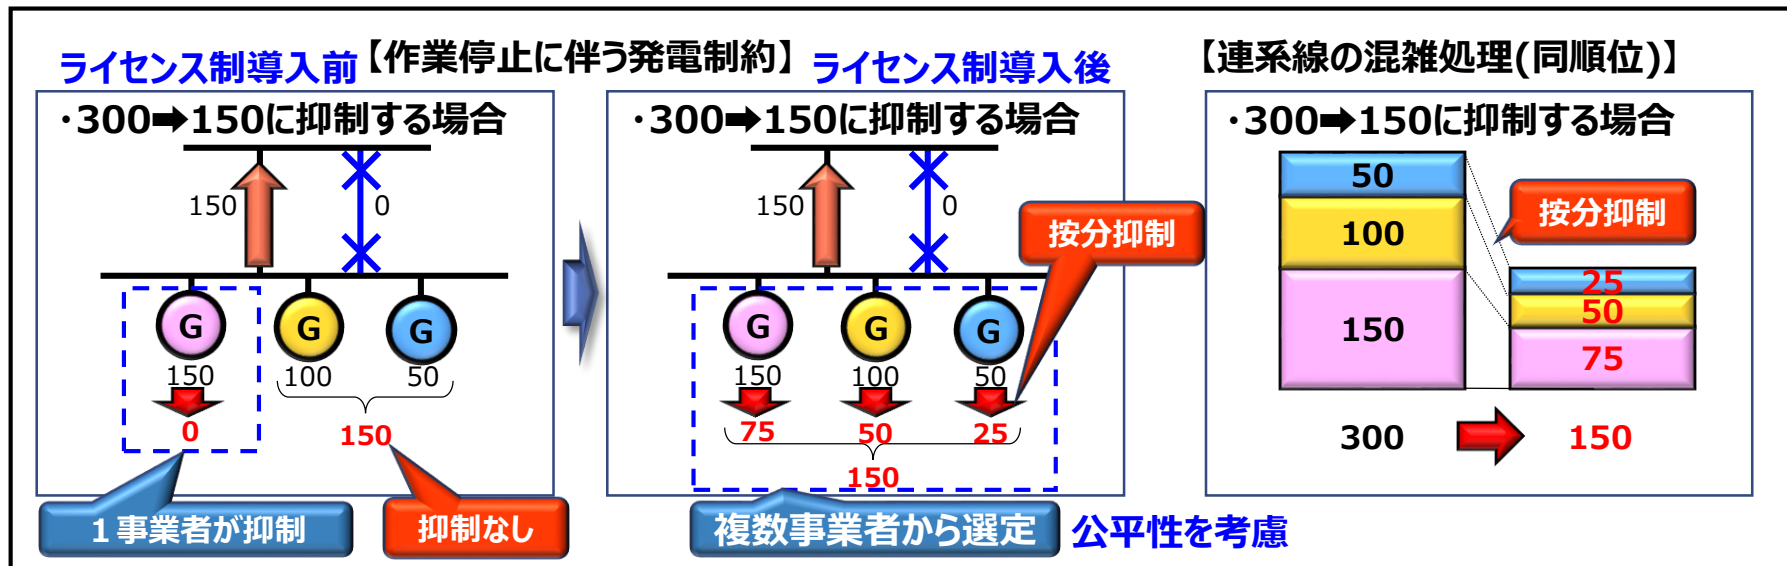 【作業停止に伴う発電制約】
ライセンス制導入前
・300➡150に抑制する場合
150
0
G
G
G
150
100
50
0
150
1事業者が抑制
抑制なし
ライセンス制導入後
・300➡150に抑制する場合
150
0
按分抑制
G
G
G
150
100
50
75
50
25
150
複数事業者から選定
公平性を考慮
【連系線の混雑処理(同順位)】
・300➡150に抑制する場合
50
100
150
按分抑制
25
50
75
300
150